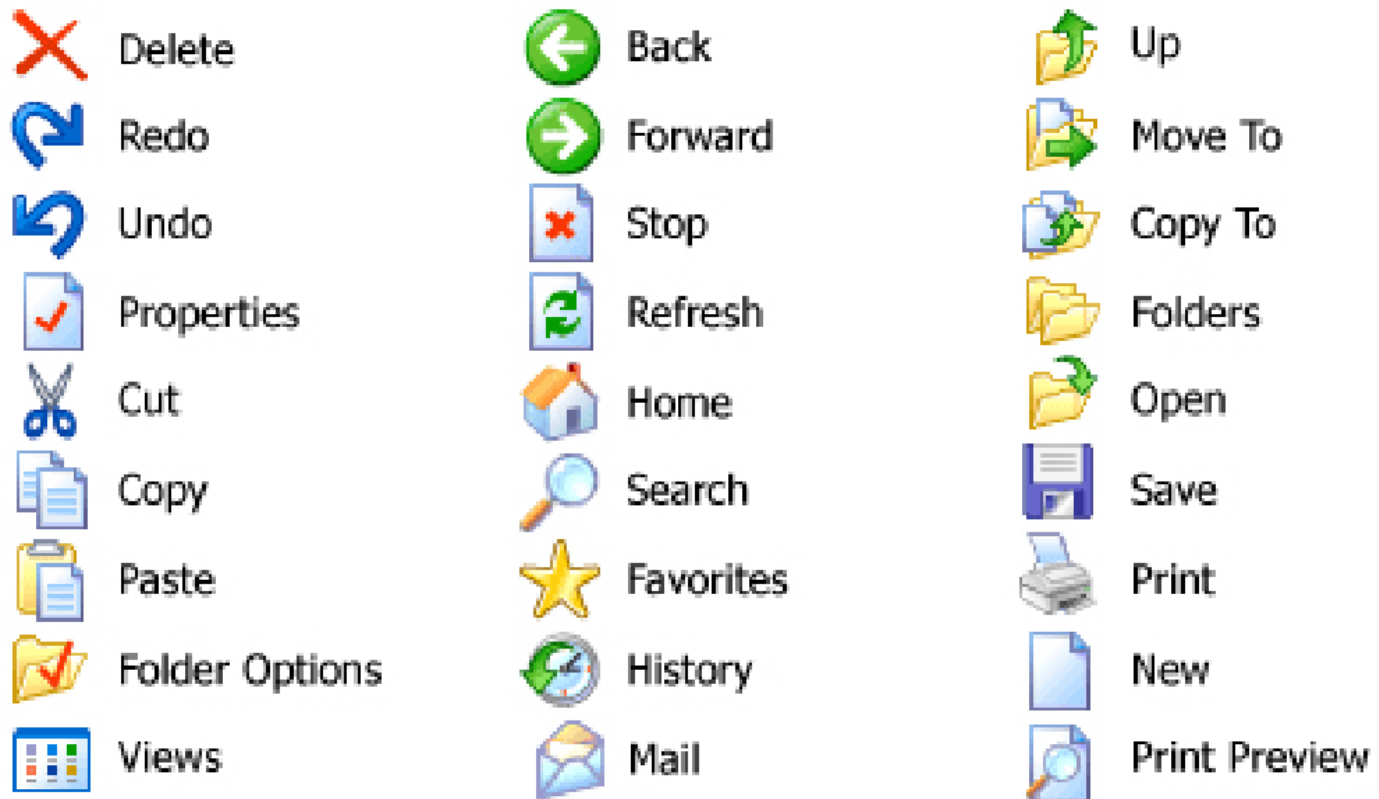 Delete
Redo
Undo
Properties
Cut
Copy
Paste
Folder Options
Views
Back
Forward
Stop
Refresh
Home
Search
Favorites
History
Mail
Up
Move To
Copy To
Folders
Open
Save
Print
New
Print Preview